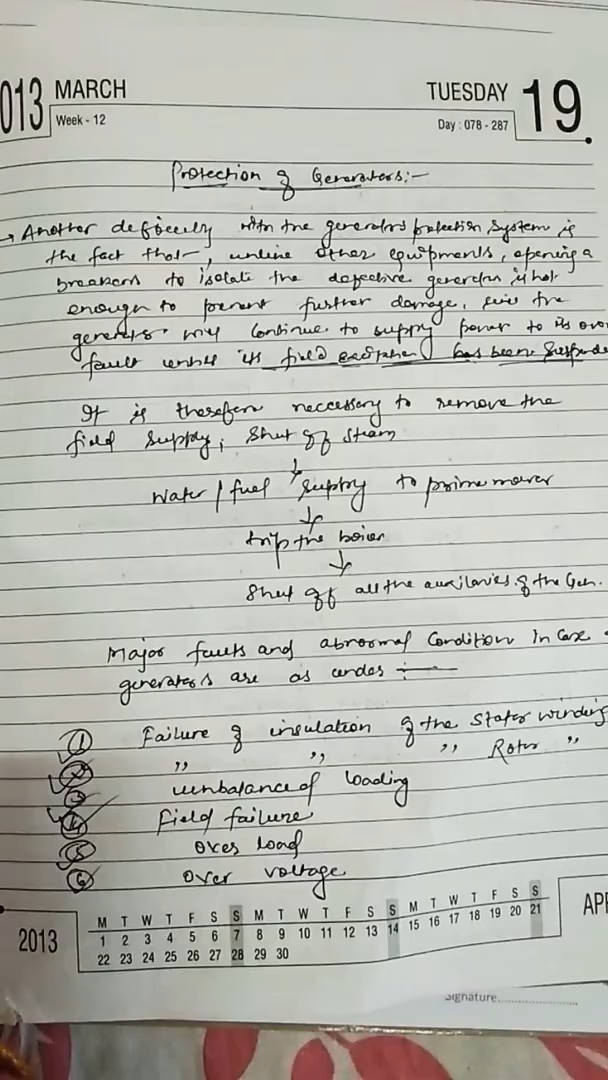 013 MARCH
Week - 12
TUESDAY 19
Day : 078 - 287
Protection of Generators:-
→ Another deficiency with the generators protection system is
the fact that, unlike other equipments, opening a
breakers to isolate the defective generator is not
enough to prevent further damage, since the
generator will continue to supply power to its own
fault until its field excitation has been Suspende
It is therefore neccessary to remove the
field supply, Shut off steam
↓
Water / fuel supply to prime mover
↓
trip the boiler
↓
Shut off all the auxilaries of the Gen.
Major faults and abnormal Condition In Case
generators are as under :-
① Failure of insulation of the Stator winding
② ,, ,, ,, Rotor ,,
③ unbalance of loading
④ Field failure
⑤ over load
⑥ over voltage
2013
M T W T F S S M T W T F S S M T W T F S S
1 2 3 4 5 6 7 8 9 10 11 12 13 14 15 16 17 18 19 20 21
22 23 24 25 26 27 28 29 30
AP
Signature